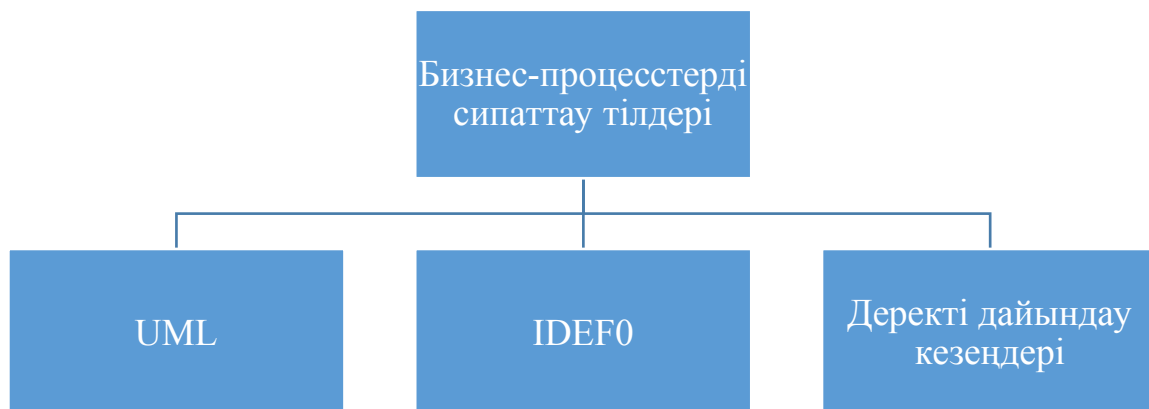 Бизнес-процесстерді
сипаттау тілдері
UML
IDEF0
Деректі дайындау
кезеңдері